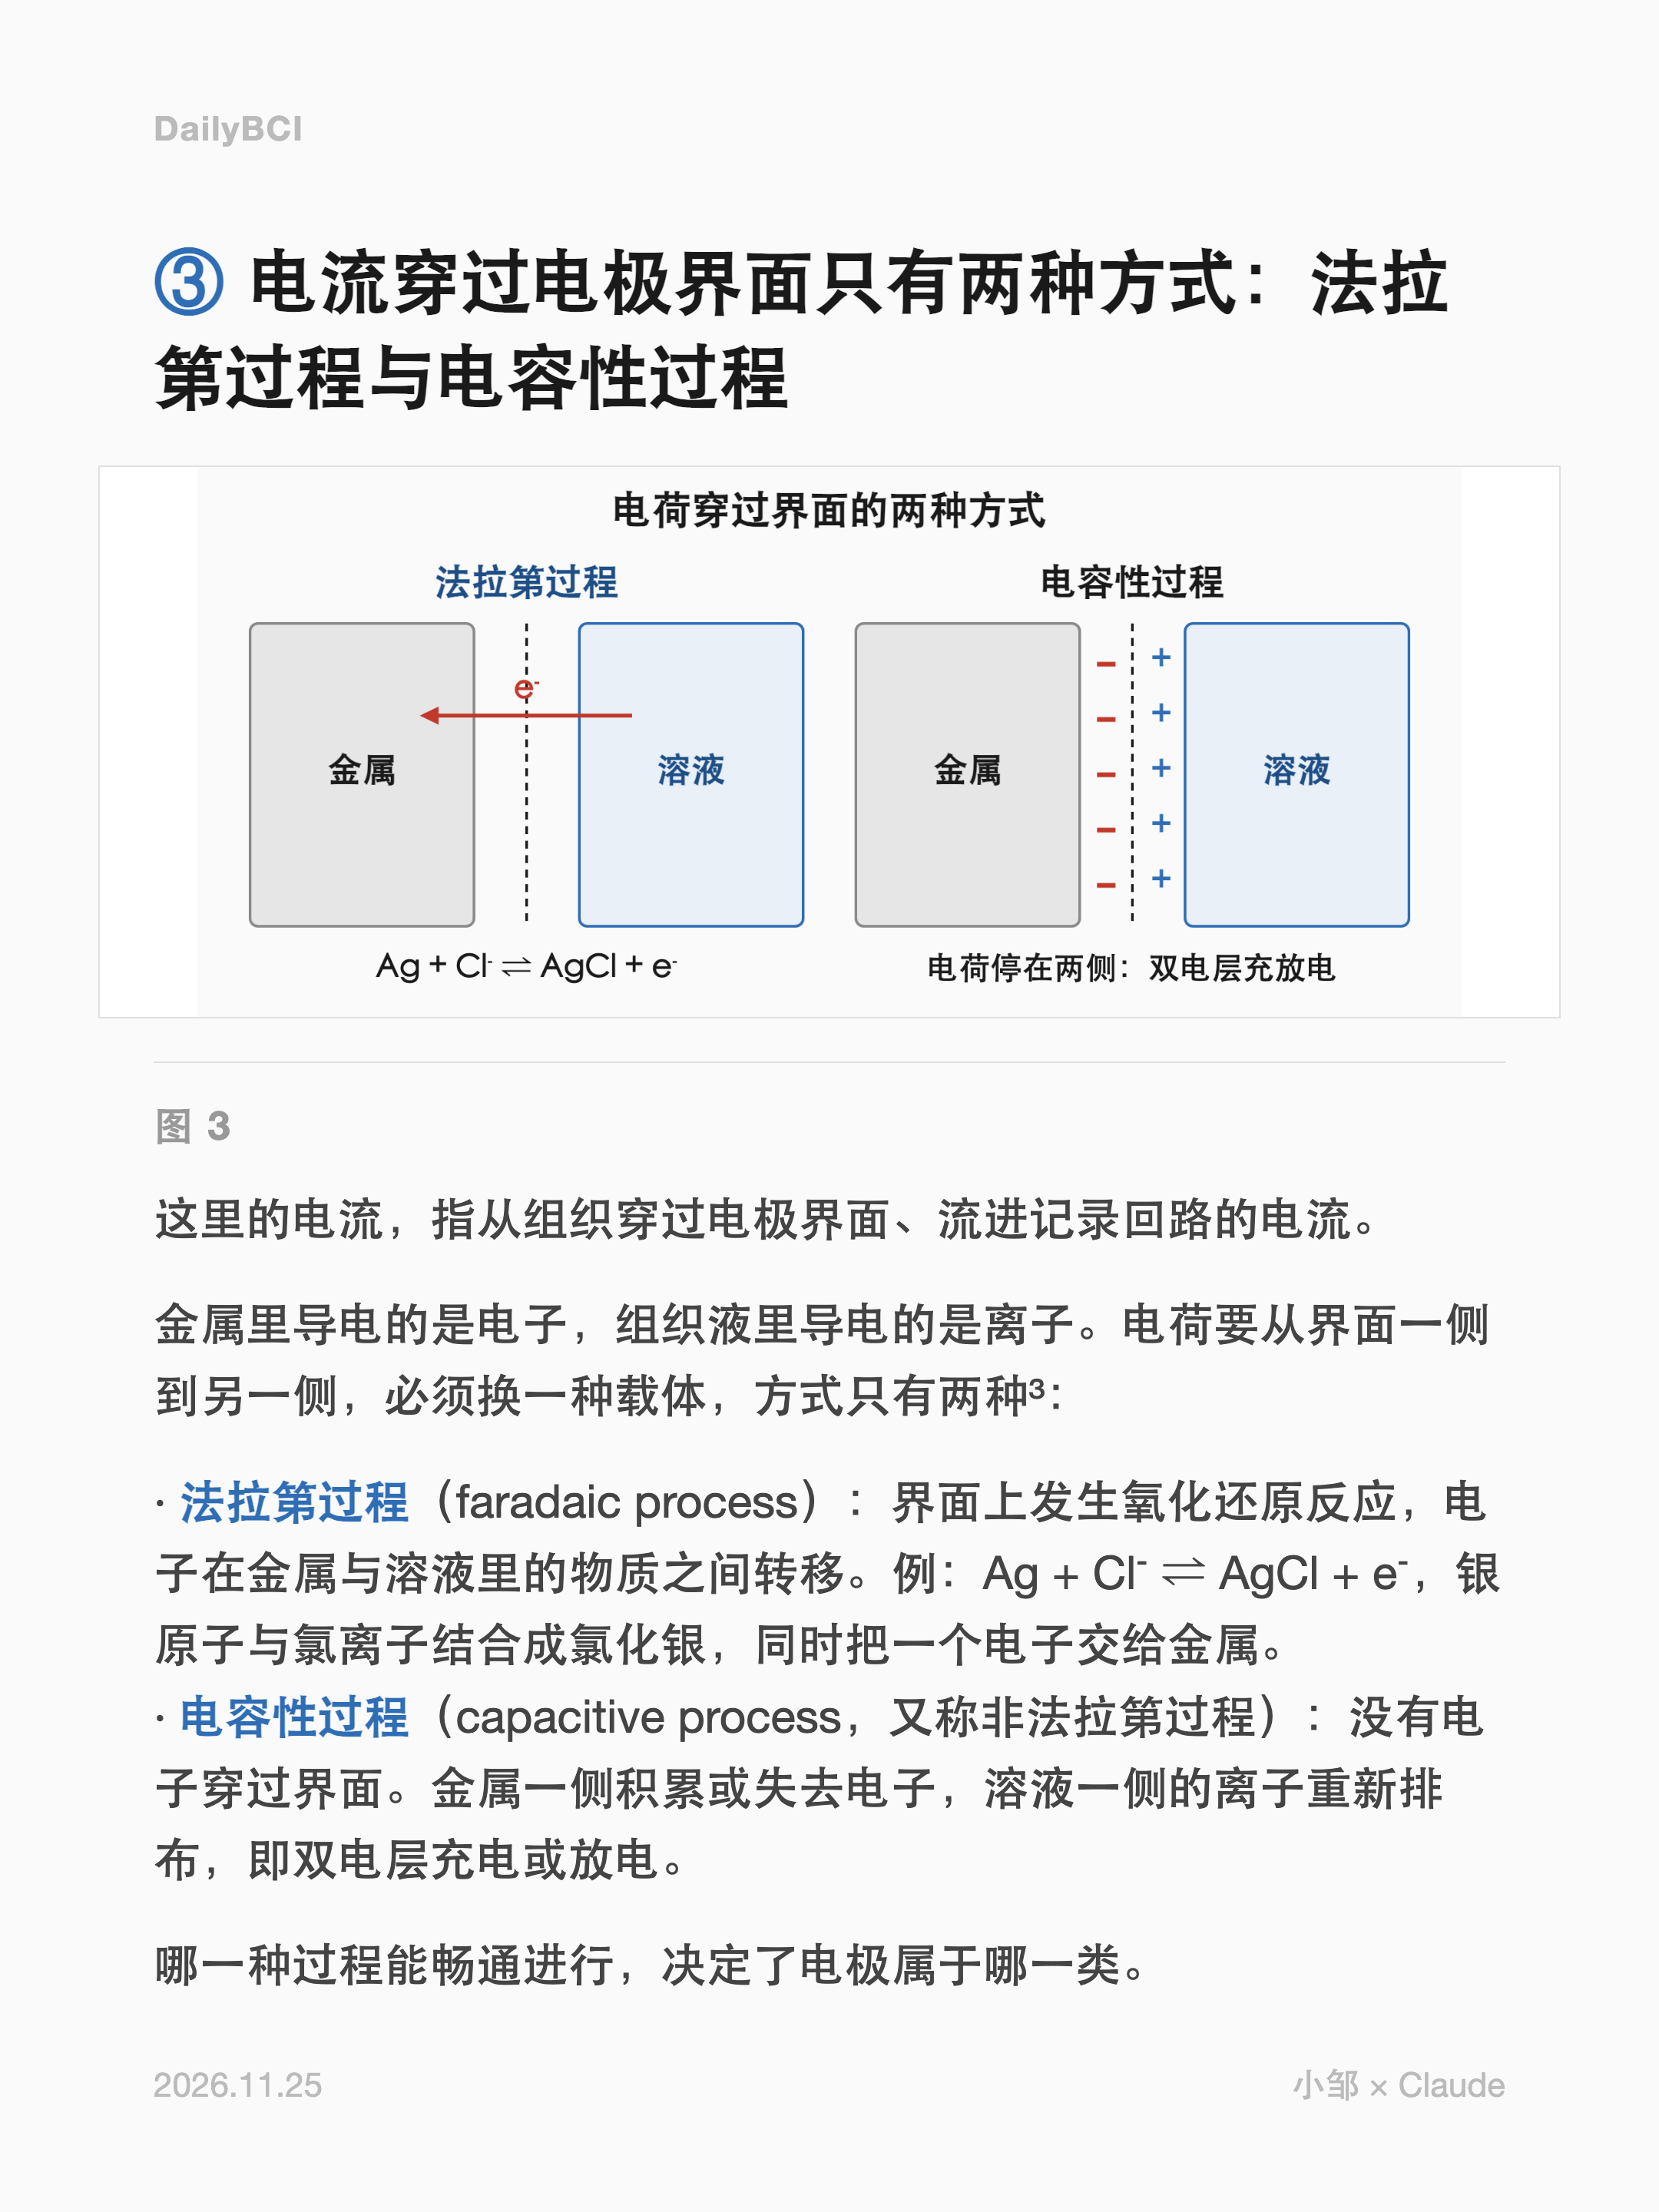 DailyBCI
③ 电流穿过电极界面只有两种方式：法拉
第过程与电容性过程
电荷穿过界面的两种方式
法拉第过程
电容性过程
e⁻
金属
溶液
金属
溶液
− +
− +
− +
− +
− +
Ag + Cl⁻ ⇌ AgCl + e⁻
电荷停在两侧：双电层充放电
图 3
这里的电流，指从组织穿过电极界面、流进记录回路的电流。
金属里导电的是电子，组织液里导电的是离子。电荷要从界面一侧
到另一侧，必须换一种载体，方式只有两种³：
· 法拉第过程（faradaic process）：界面上发生氧化还原反应，电
子在金属与溶液里的物质之间转移。例：Ag + Cl⁻ ⇌ AgCl + e⁻，银
原子与氯离子结合成氯化银，同时把一个电子交给金属。
· 电容性过程（capacitive process，又称非法拉第过程）：没有电
子穿过界面。金属一侧积累或失去电子，溶液一侧的离子重新排
布，即双电层充电或放电。
哪一种过程能畅通进行，决定了电极属于哪一类。
2026.11.25
小邹 × Claude